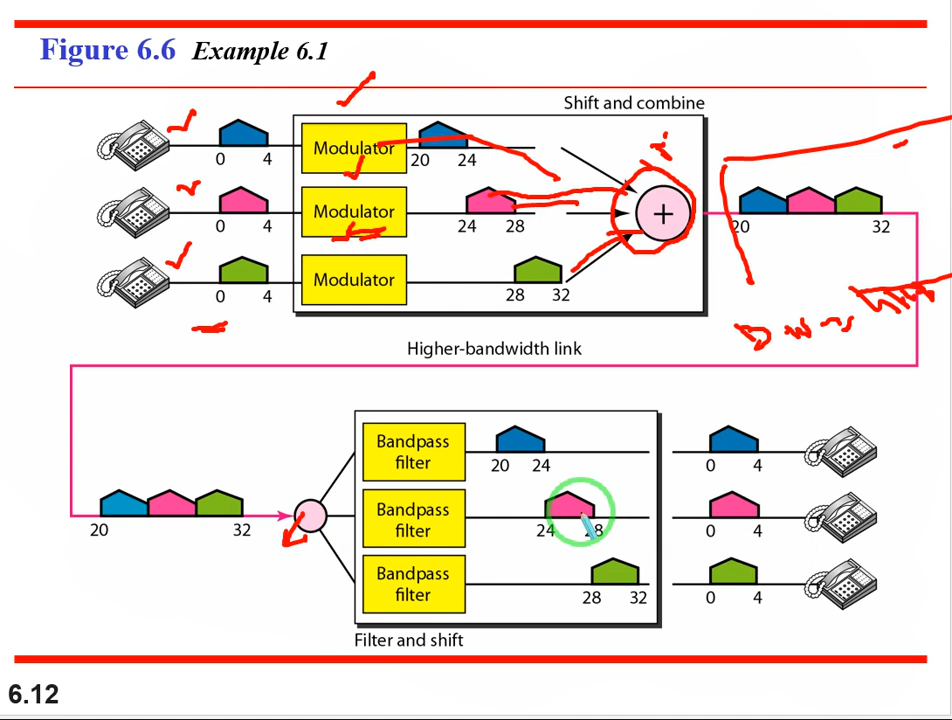 Figure 6.6 Example 6.1
Shift and combine
0 4 Modulator 20 24
0 4 Modulator 24 28
+
20 32
0 4 Modulator 28 32
Higher-bandwidth link
Bandpass
filter
20 24
0 4
20 32
Bandpass
filter
24 28
0 4
Bandpass
filter
28 32
0 4
Filter and shift
6.12